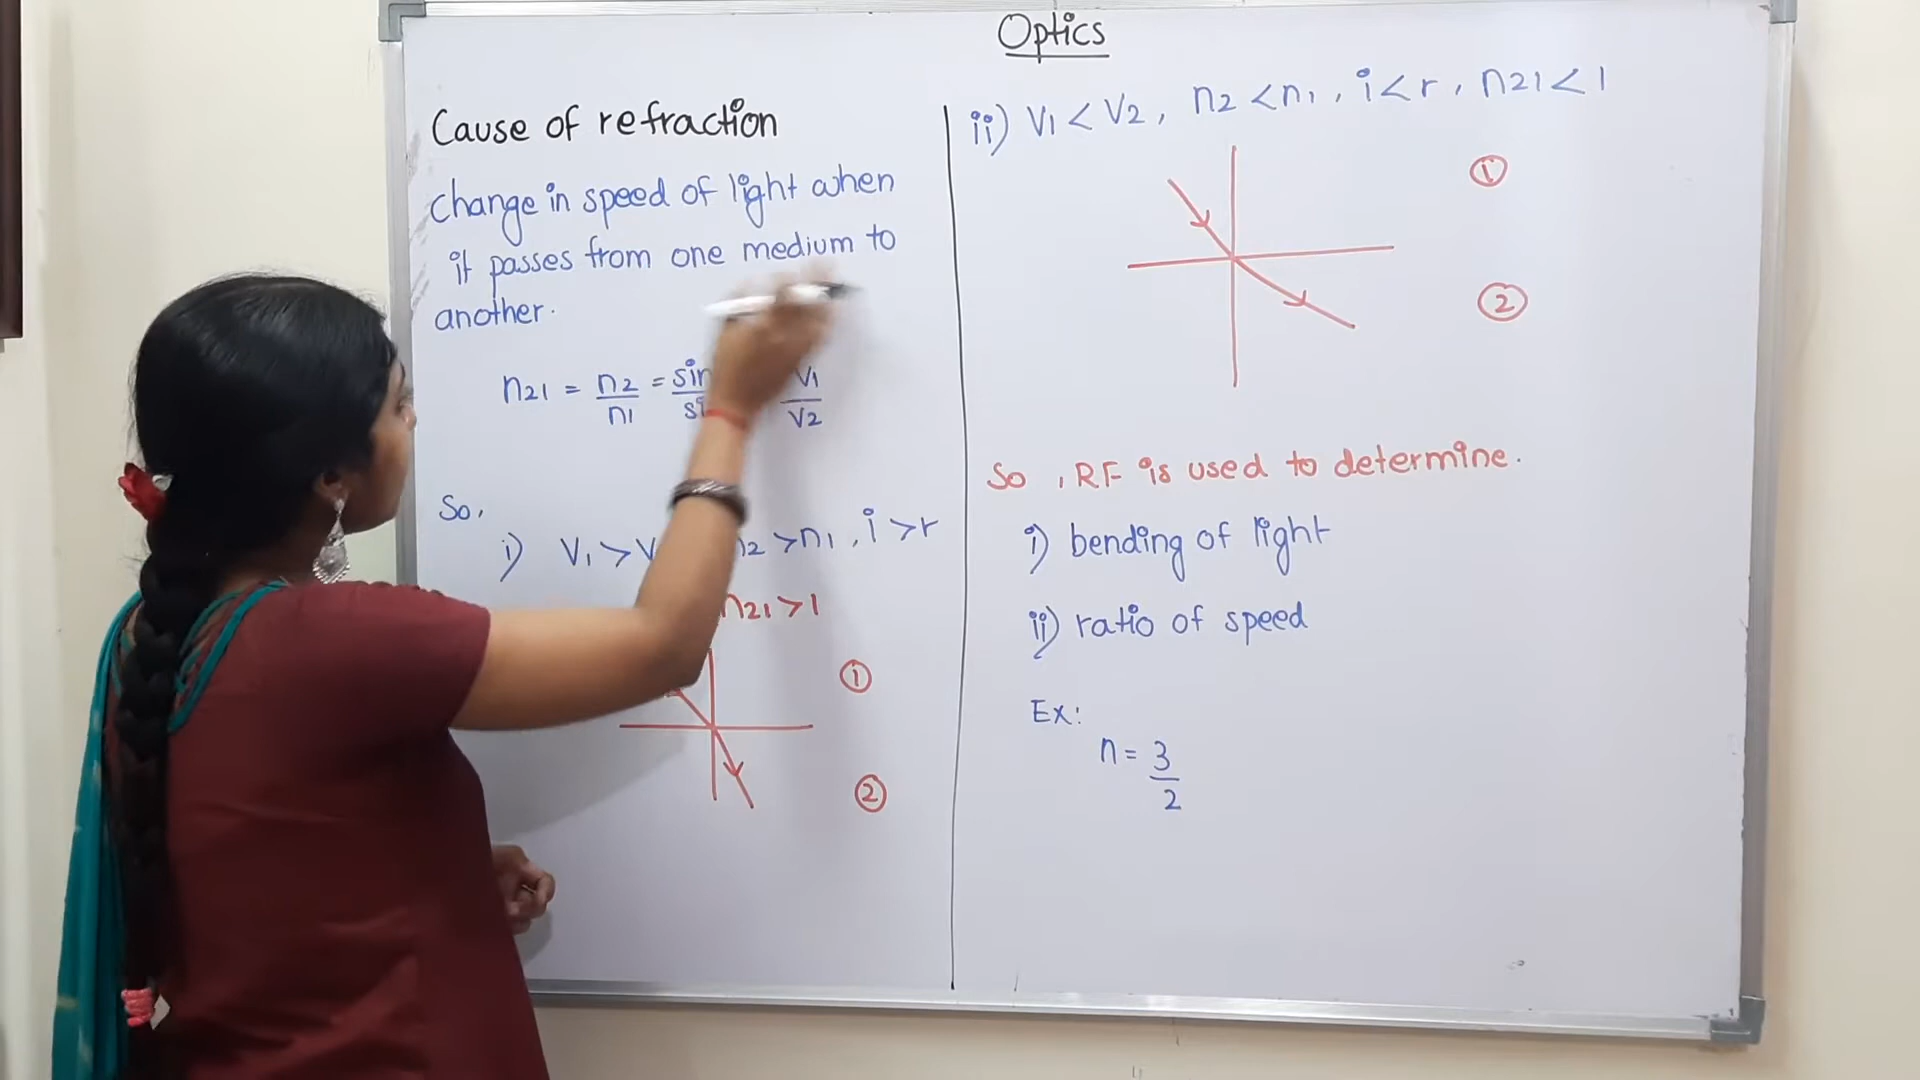 Optics
Cause of refraction
change in speed of light when
it passes from one medium to
another.
n21 = n2/n1 = v1/v2
So,
i) v1 > n2 > n1, i > r
n21 > 1
1
2
ii) v1 < v2, n2 < n1, i < r, n21 < 1
1
2
So, RF is used to determine.
i) bending of light
ii) ratio of speed
Ex:
n = 3/2